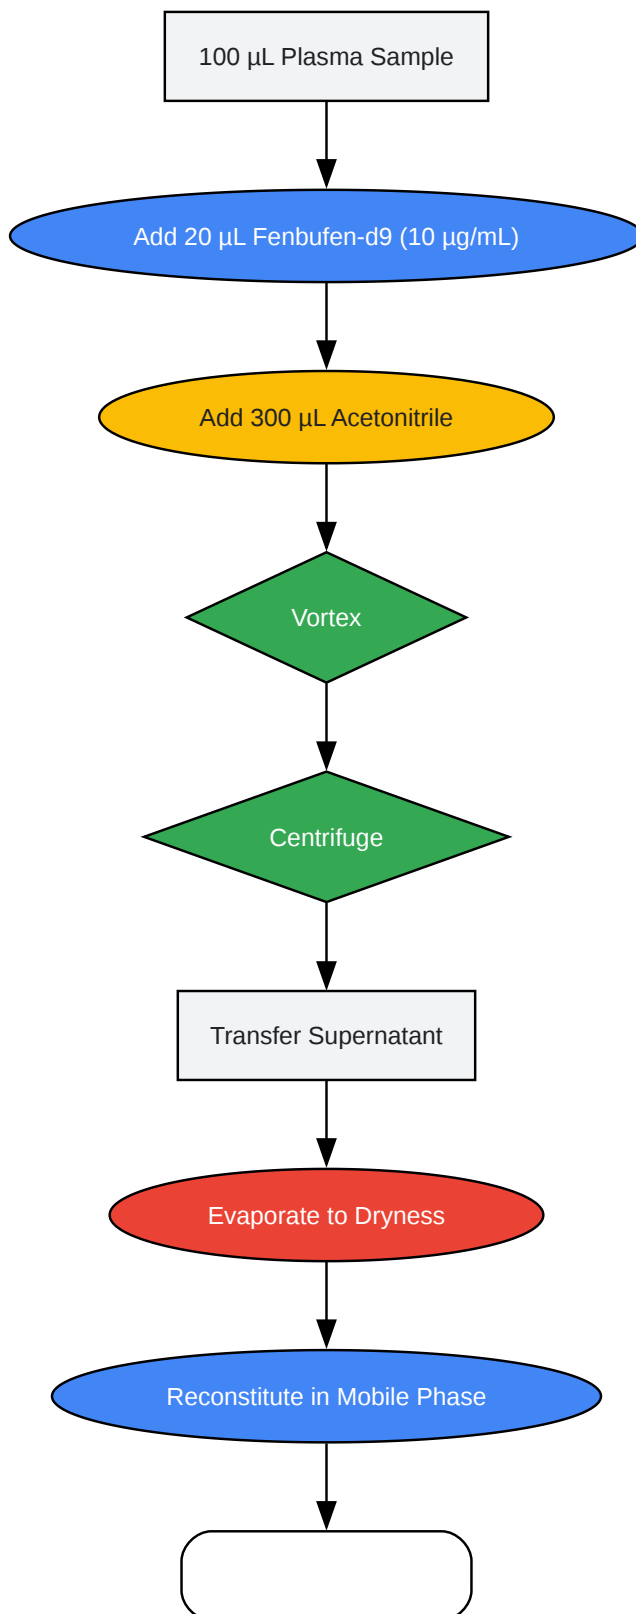 100 µL Plasma Sample
Add 20 µL Fenbufen-d9 (10 µg/mL)
Add 300 µL Acetonitrile
Vortex
Centrifuge
Transfer Supernatant
Evaporate to Dryness
Reconstitute in Mobile Phase